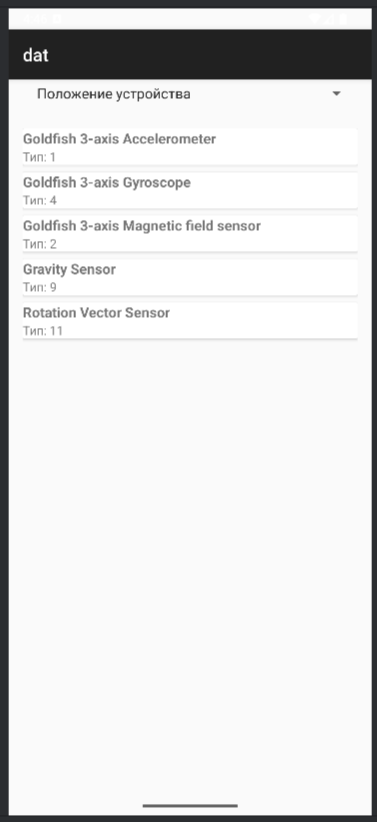 dat
Положение устройства
Goldfish 3-axis Accelerometer
Тип: 1
Goldfish 3-axis Gyroscope
Тип: 4
Goldfish 3-axis Magnetic field sensor
Тип: 2
Gravity Sensor
Тип: 9
Rotation Vector Sensor
Тип: 11